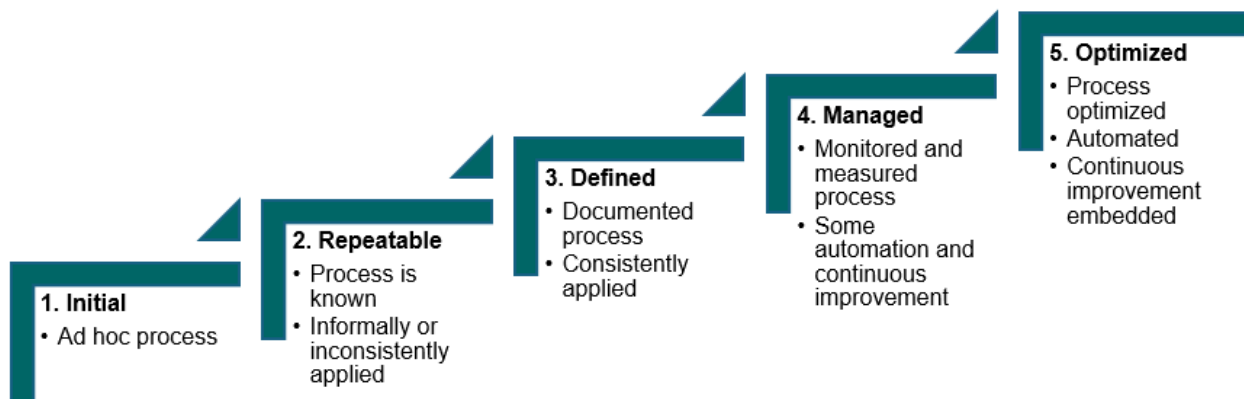 1. Initial
• Ad hoc process
2. Repeatable
• Process is
known
• Informally or
inconsistently
applied
3. Defined
• Documented
process
• Consistently
applied
4. Managed
• Monitored and
measured
process
• Some
automation and
continuous
improvement
5. Optimized
• Process
optimized
• Automated
• Continuous
improvement
embedded